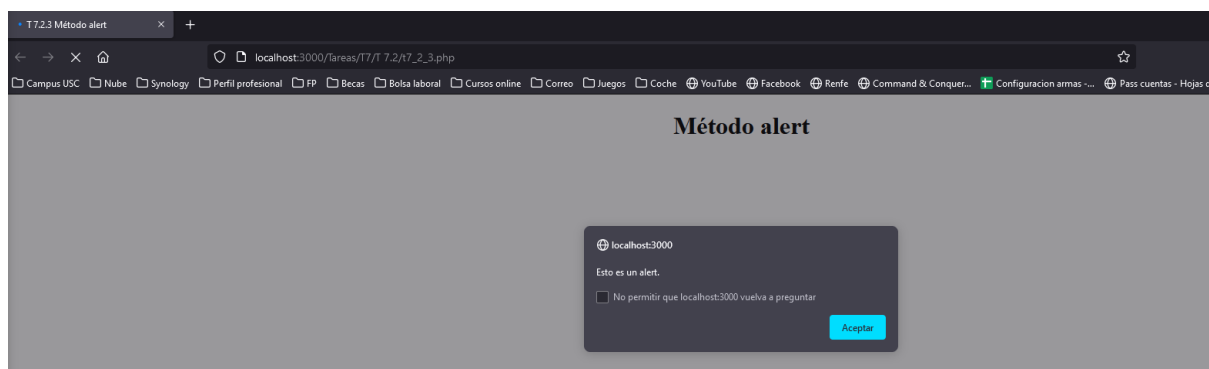 T 7.2.3 Método alert
localhost:3000/Tareas/T7/T 7.2/t7_2_3.php
Campus USC Nube Synology Perfil profesional FP Becas Bolsa laboral Cursos online Correo Juegos Coche YouTube Facebook Renfe Command & Conquer... Configuracion armas -... Pass cuentas - Hojas
Método alert
localhost:3000
Esto es un alert.
No permitir que localhost:3000 vuelva a preguntar
Aceptar